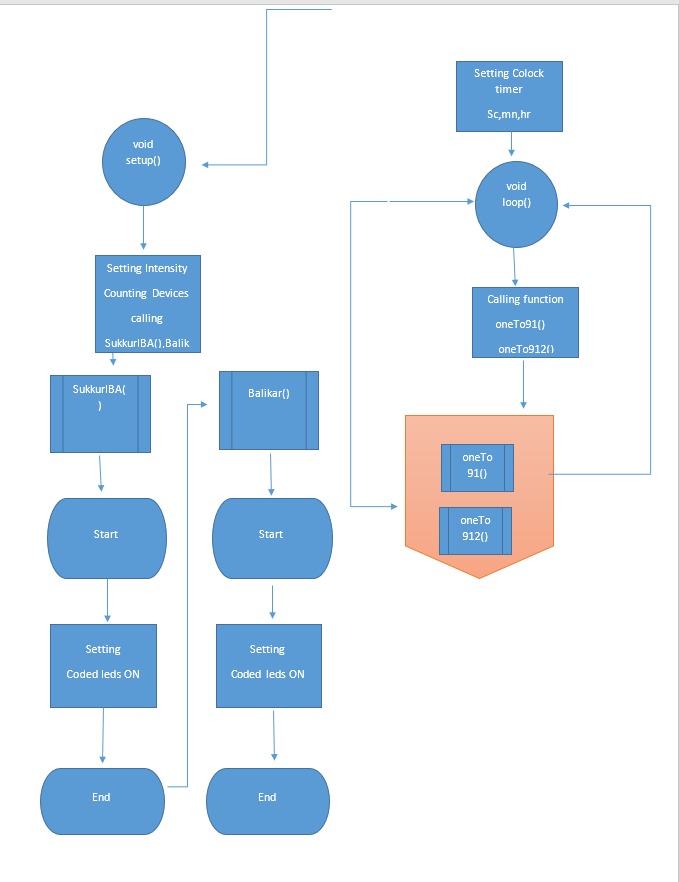 void
setup()
Setting Intensity
Counting Devices
calling
SukkurIBA(),Balik
SukkurIBA(
)
Start
Setting
Coded leds ON
End
Balikar()
Start
Setting
Coded leds ON
End
Setting Colock
timer
Sc,mn,hr
void
loop()
Calling function
oneTo91()
oneTo912()
oneTo
91()
oneTo
912()